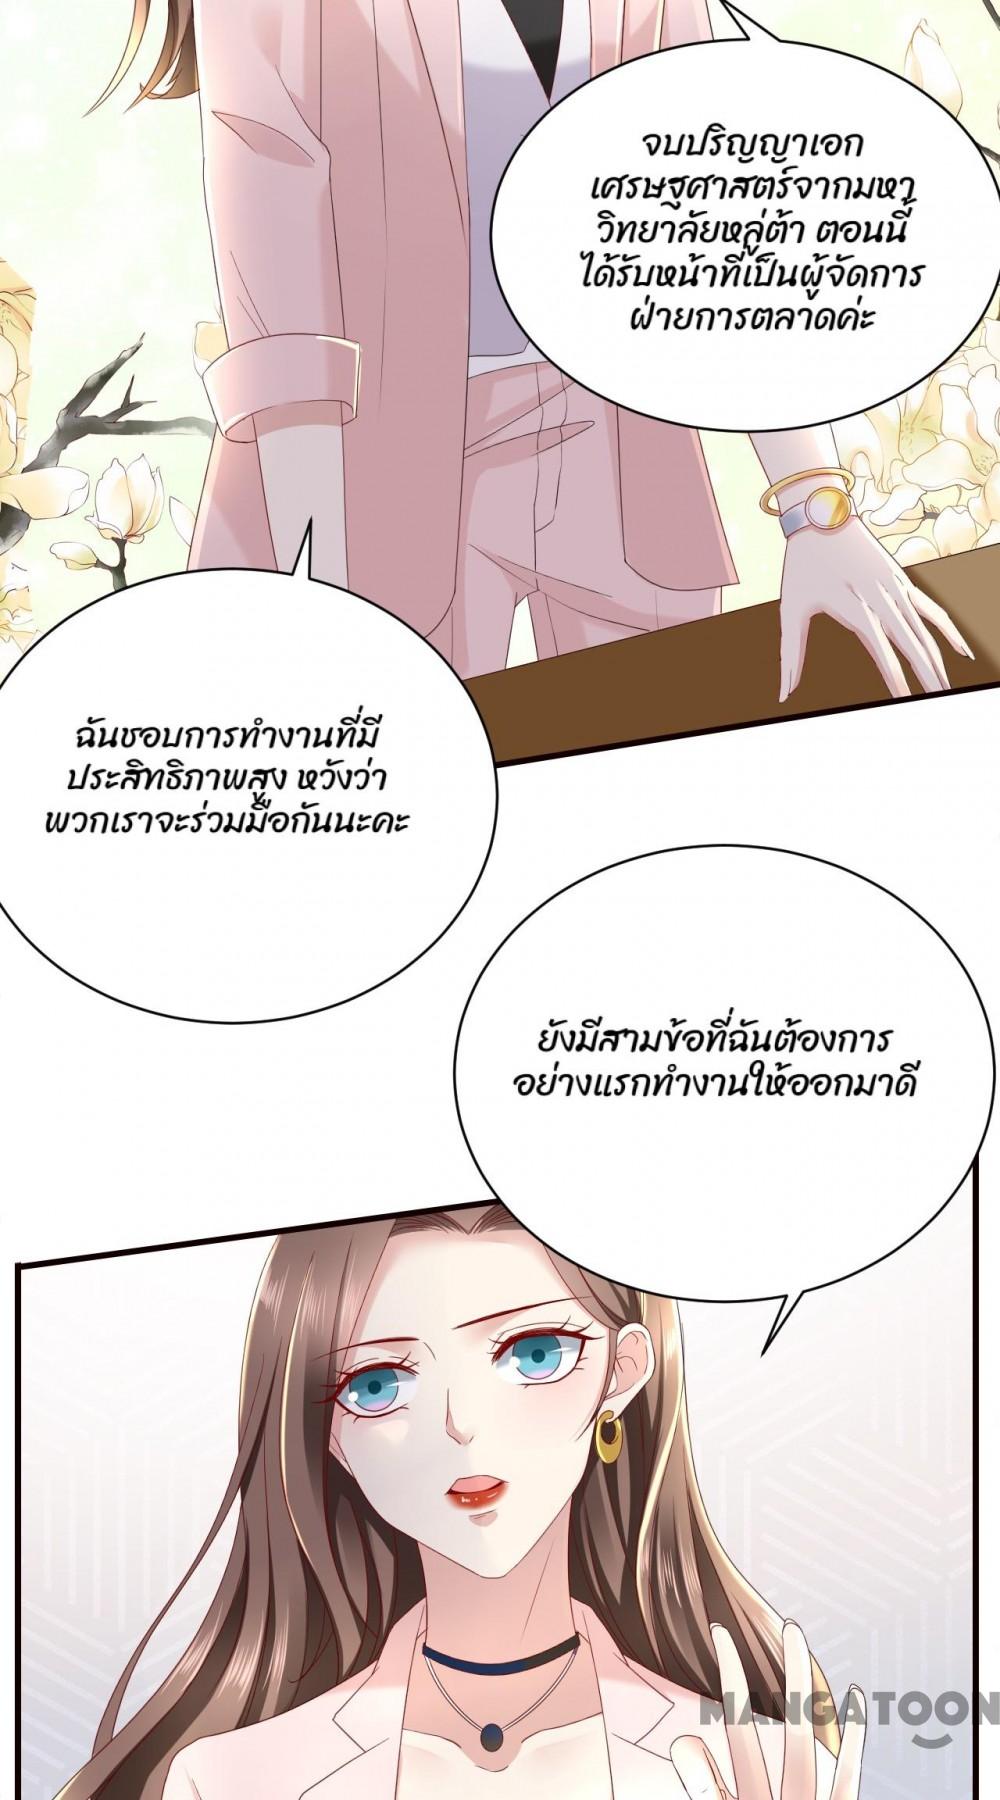 จบปริญญาเอก
เศรษฐศาสตร์จากมหา
วิทยาลัยหลู่ต้า ตอนนี้
ได้รับหน้าที่เป็นผู้จัดการ
ฝ่ายการตลาดค่ะ
ฉันชอบการทำงานที่มี
ประสิทธิภาพสูง หวังว่า
พวกเราจะร่วมมือกันนะคะ
ยังมีสามข้อที่ฉันต้องการ
อย่างแรกทำงานให้ออกมาดี
MANGATOON